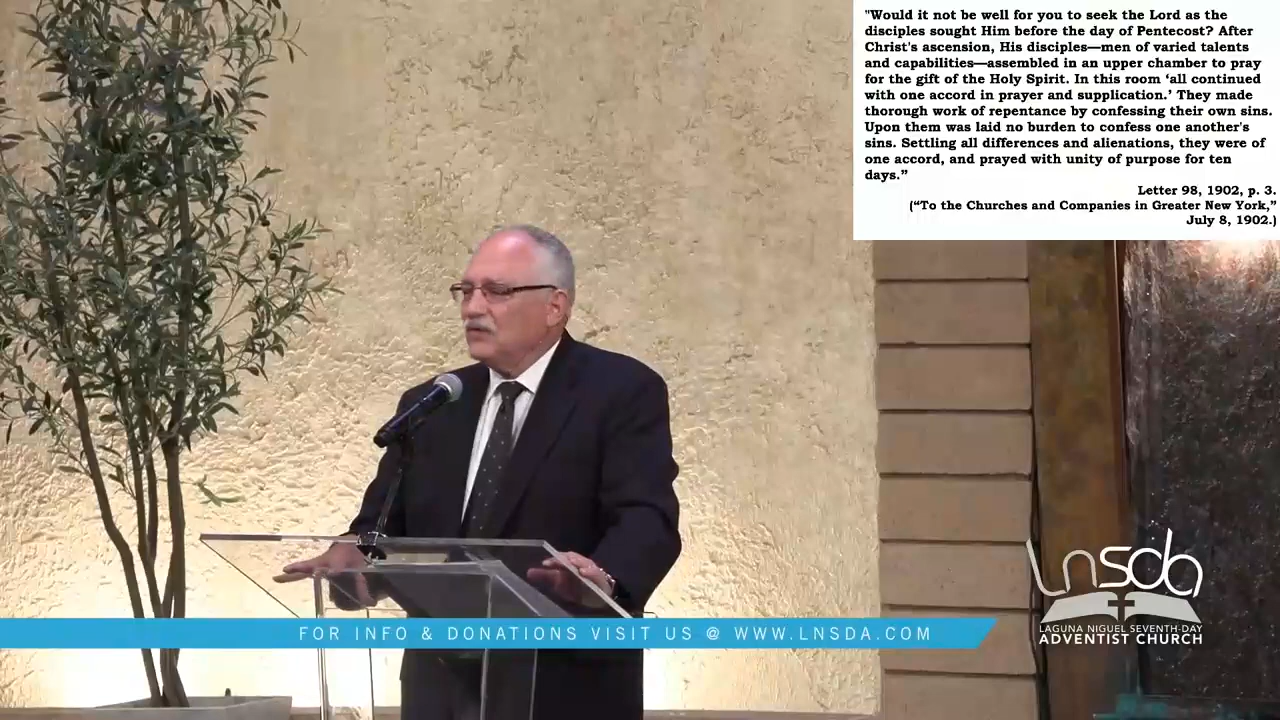 "Would it not be well for you to seek the Lord as the
disciples sought Him before the day of Pentecost? After
Christ's ascension, His disciples—men of varied talents
and capabilities—assembled in an upper chamber to pray
for the gift of the Holy Spirit. In this room ‘all continued
with one accord in prayer and supplication.’ They made
thorough work of repentance by confessing their own sins.
Upon them was laid no burden to confess one another's
sins. Settling all differences and alienations, they were of
one accord, and prayed with unity of purpose for ten
days.”
Letter 98, 1902, p. 3.
(“To the Churches and Companies in Greater New York,”
July 8, 1902.)
FOR INFO & DONATIONS VISIT US @ WWW.LNSDA.COM
lnsda
LAGUNA NIGUEL SEVENTH-DAY
ADVENTIST CHURCH